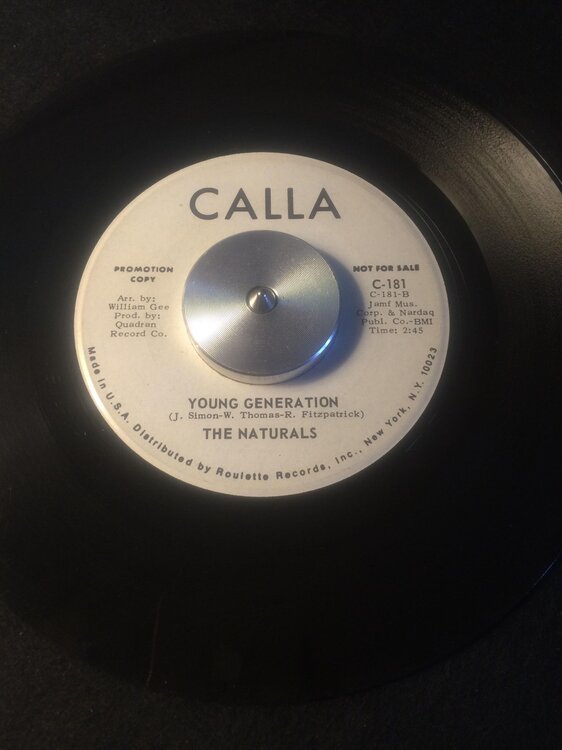 CALLA
PROMOTION
COPY
Arr. by:
William Gee
Prod. by:
Quadran
Record Co.
NOT FOR SALE
C-181
C-181-B
Jamf Mus.
Corp. & Nardaq
Publ. Co.-BMI
Time: 2:45
YOUNG GENERATION
(J. Simon-W. Thomas-R. Fitzpatrick)
THE NATURALS
Made in U.S.A. Distributed by Roulette Records, Inc., New York, N.Y. 10023